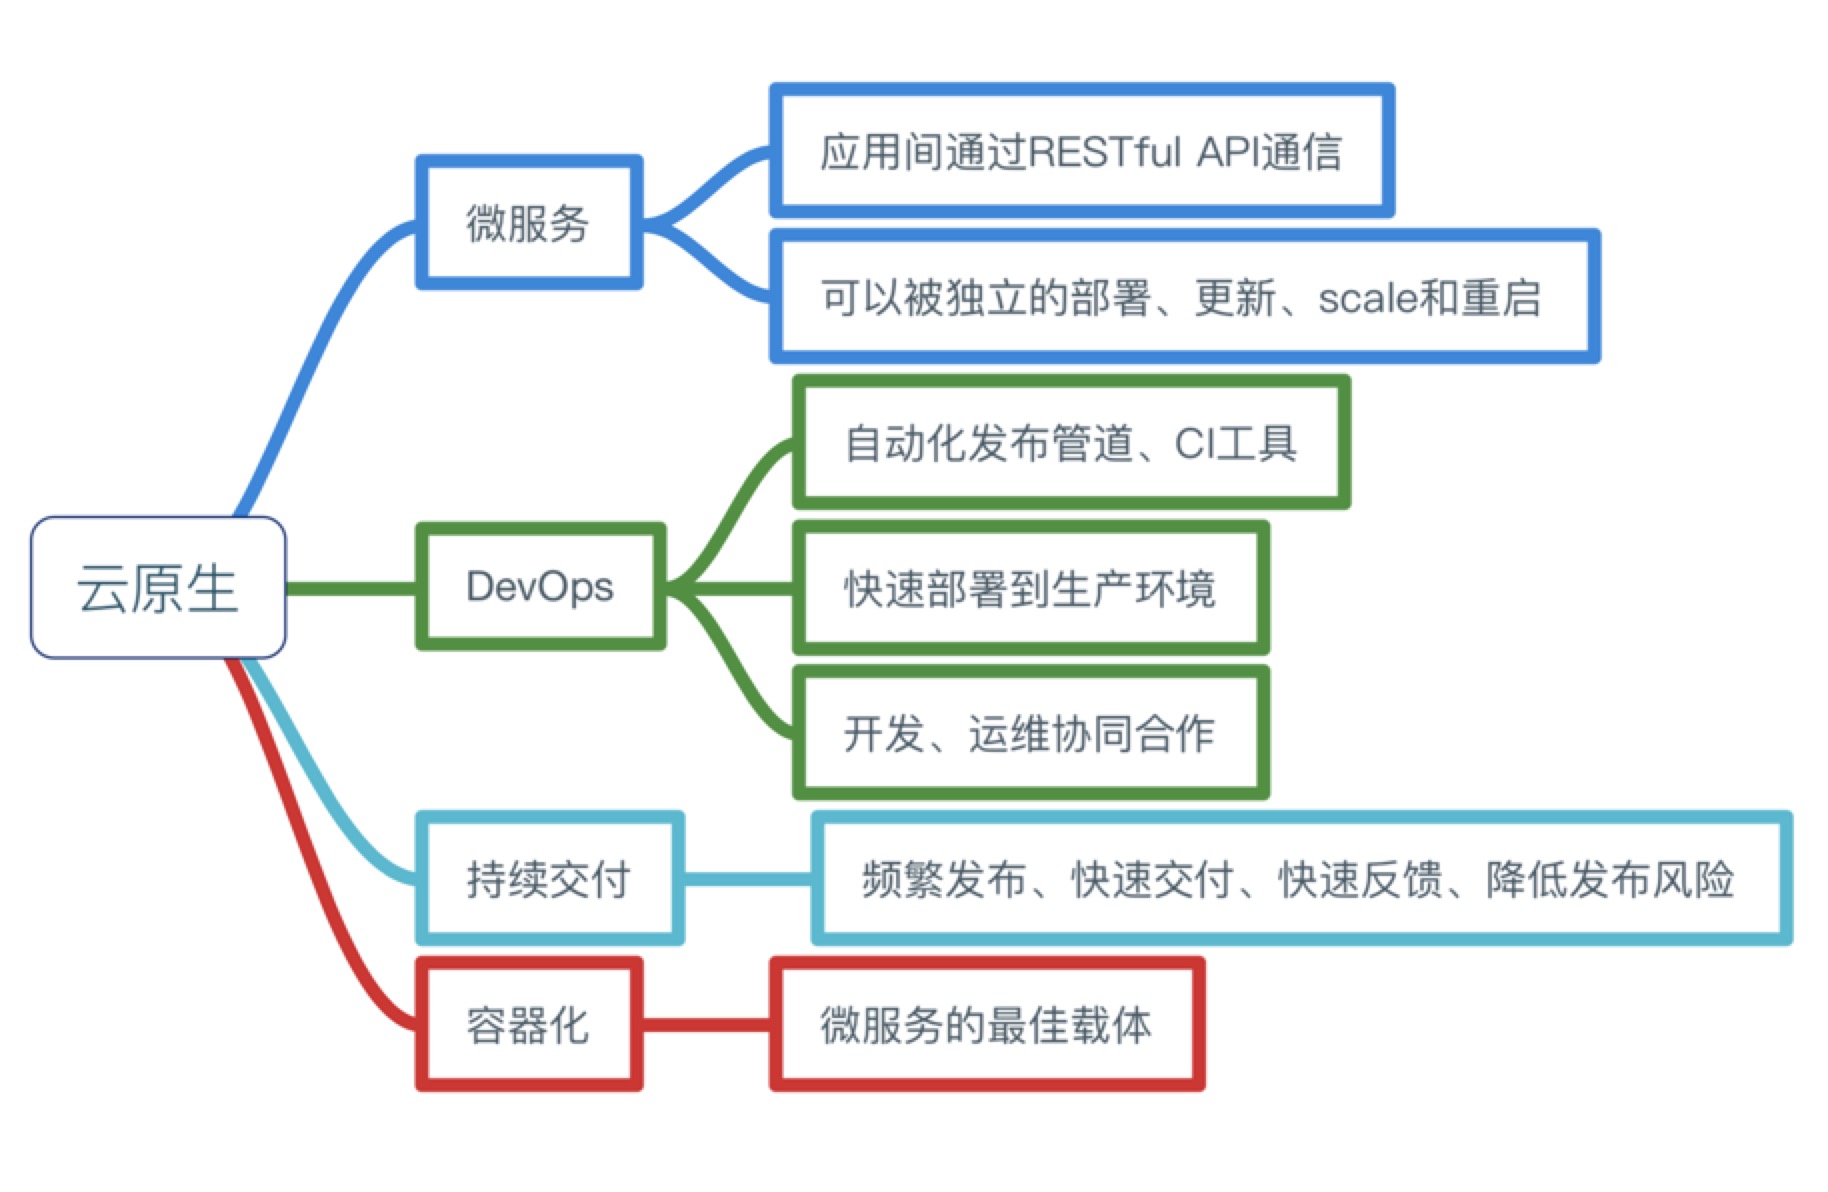 云原生
微服务
应用间通过RESTful API通信
可以被独立的部署、更新、scale和重启
DevOps
自动化发布管道、CI工具
快速部署到生产环境
开发、运维协同合作
持续交付
频繁发布、快速交付、快速反馈、降低发布风险
容器化
微服务的最佳载体